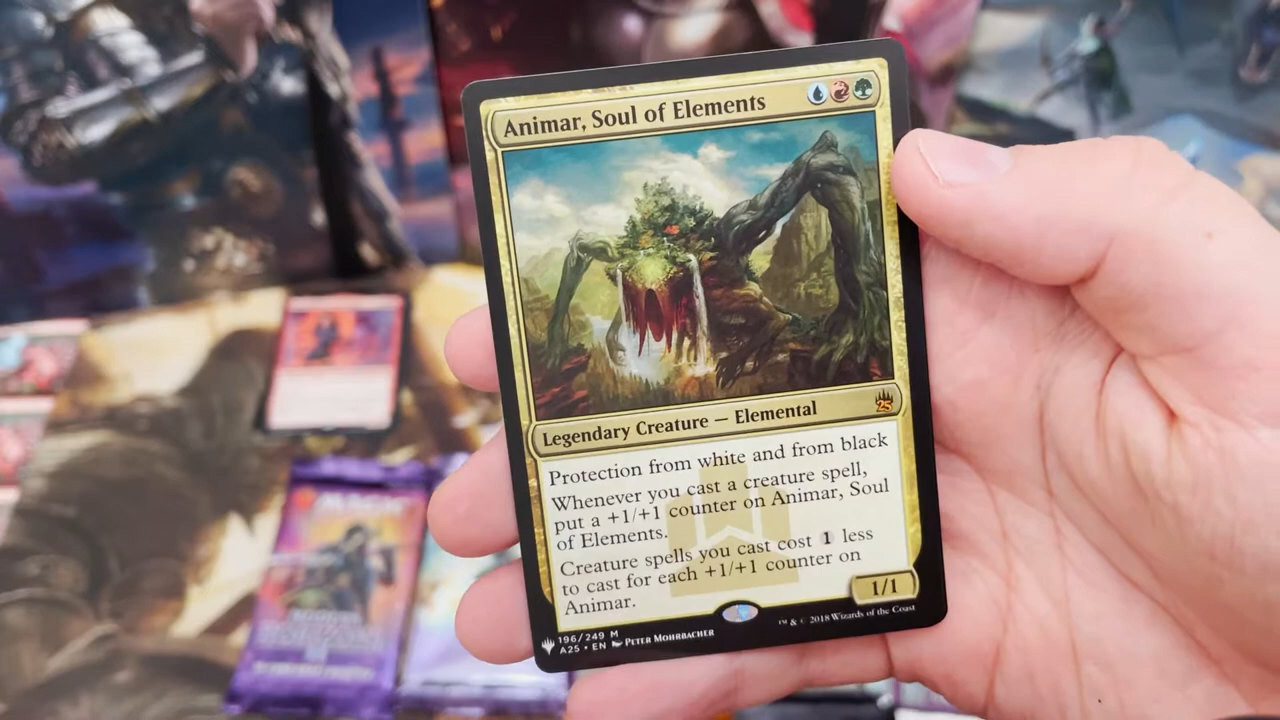 Animar, Soul of Elements
25
Legendary Creature — Elemental
Protection from white and from black
Whenever you cast a creature spell,
put a +1/+1 counter on Animar, Soul
of Elements.
Creature spells you cast cost 1 less
to cast for each +1/+1 counter on
Animar.
1/1
196/249 M
A25 • EN Peter Mohrbacher
™ & © 2018 Wizards of the Coast
MAGIC